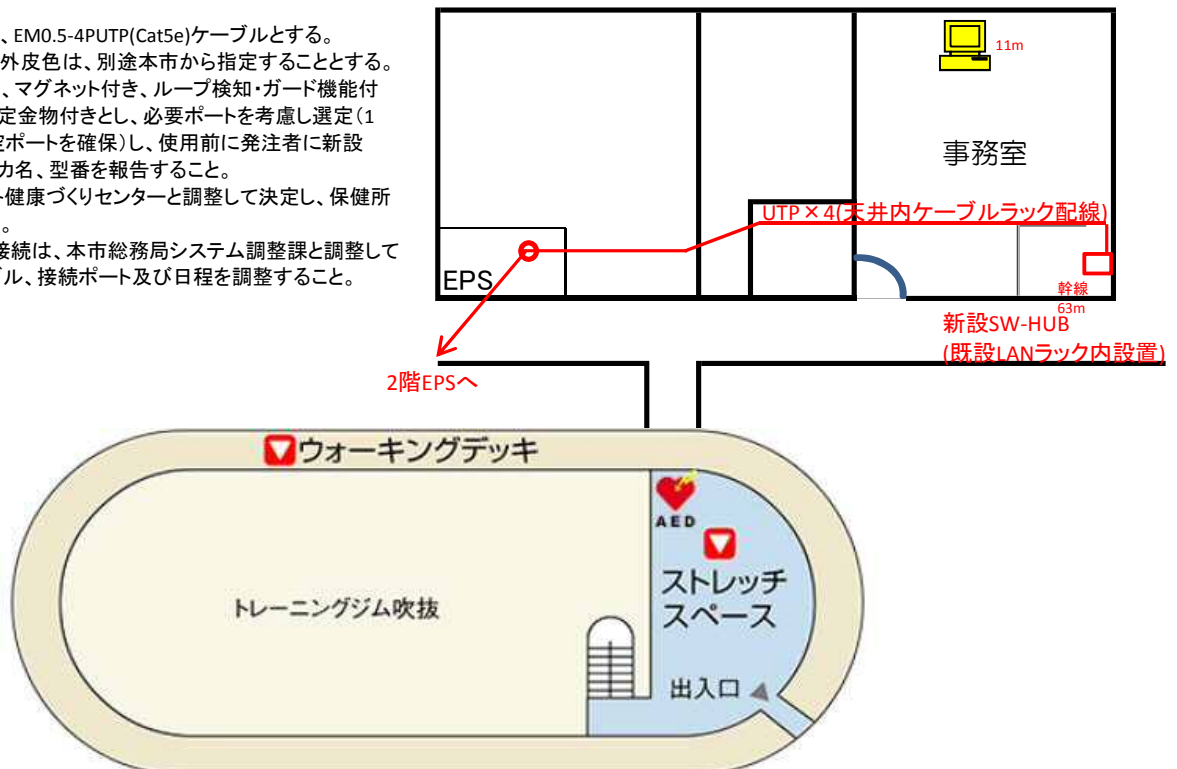 、EM0.5-4PUTP(Cat5e)ケーブルとする。
外皮色は、別途本市から指定することとする。
、マグネット付き、ループ検知・ガード機能付
定金物付きとし、必要ポートを考慮し選定(1
空ポートを確保)し、使用前に発注者に新設
カ名、型番を報告すること。
健康づくりセンターと調整して決定し、保健所
。
接続は、本市総務局システム調整課と調整して
ブル、接続ポート及び日程を調整すること。
11m
事務室
UTP×4(天井内ケーブルラック配線)
EPS
幹線
63m
新設SW-HUB
(既設LANラック内設置)
2階EPSへ
ウォーキングデッキ
AED
ストレッチ
スペース
トレーニングジム吹抜
出入口